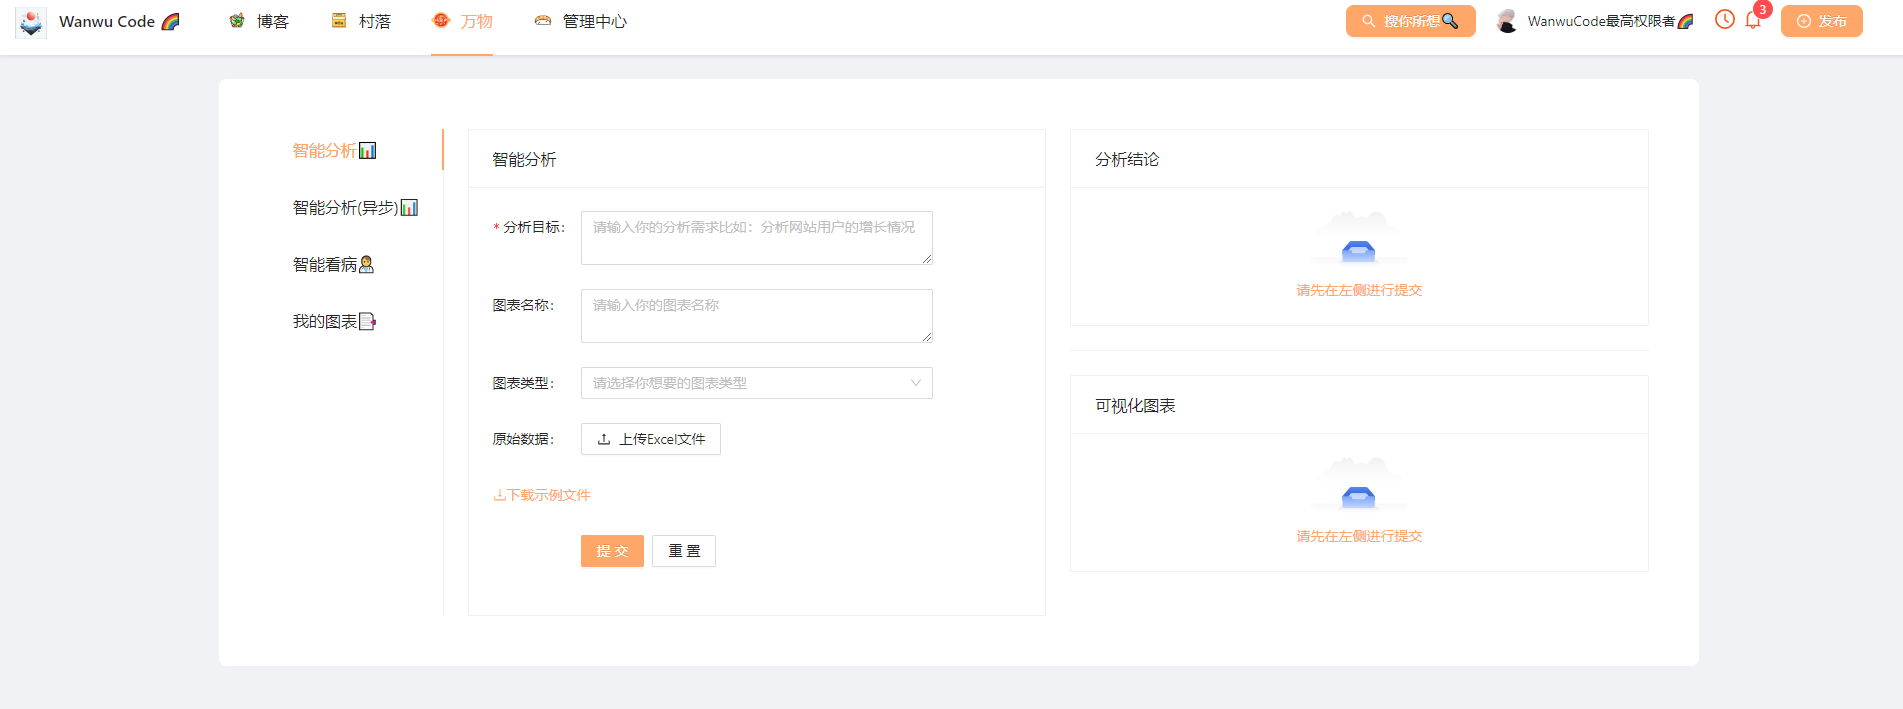 Wanwu Code 🌈 博客 村落 万物 管理中心 搜你所想🔍 WanwuCode最高权限者🌈 3 发布
智能分析📊
智能分析(异步)📊
智能看病👩‍⚕️
我的图表📑
智能分析
* 分析目标: 请输入你的分析需求比如：分析网站用户的增长情况
图表名称: 请输入你的图表名称
图表类型: 请选择你想要的图表类型
原始数据: 上传Excel文件
下载示例文件
提 交 重 置
分析结论
请先在左侧进行提交
可视化图表
请先在左侧进行提交